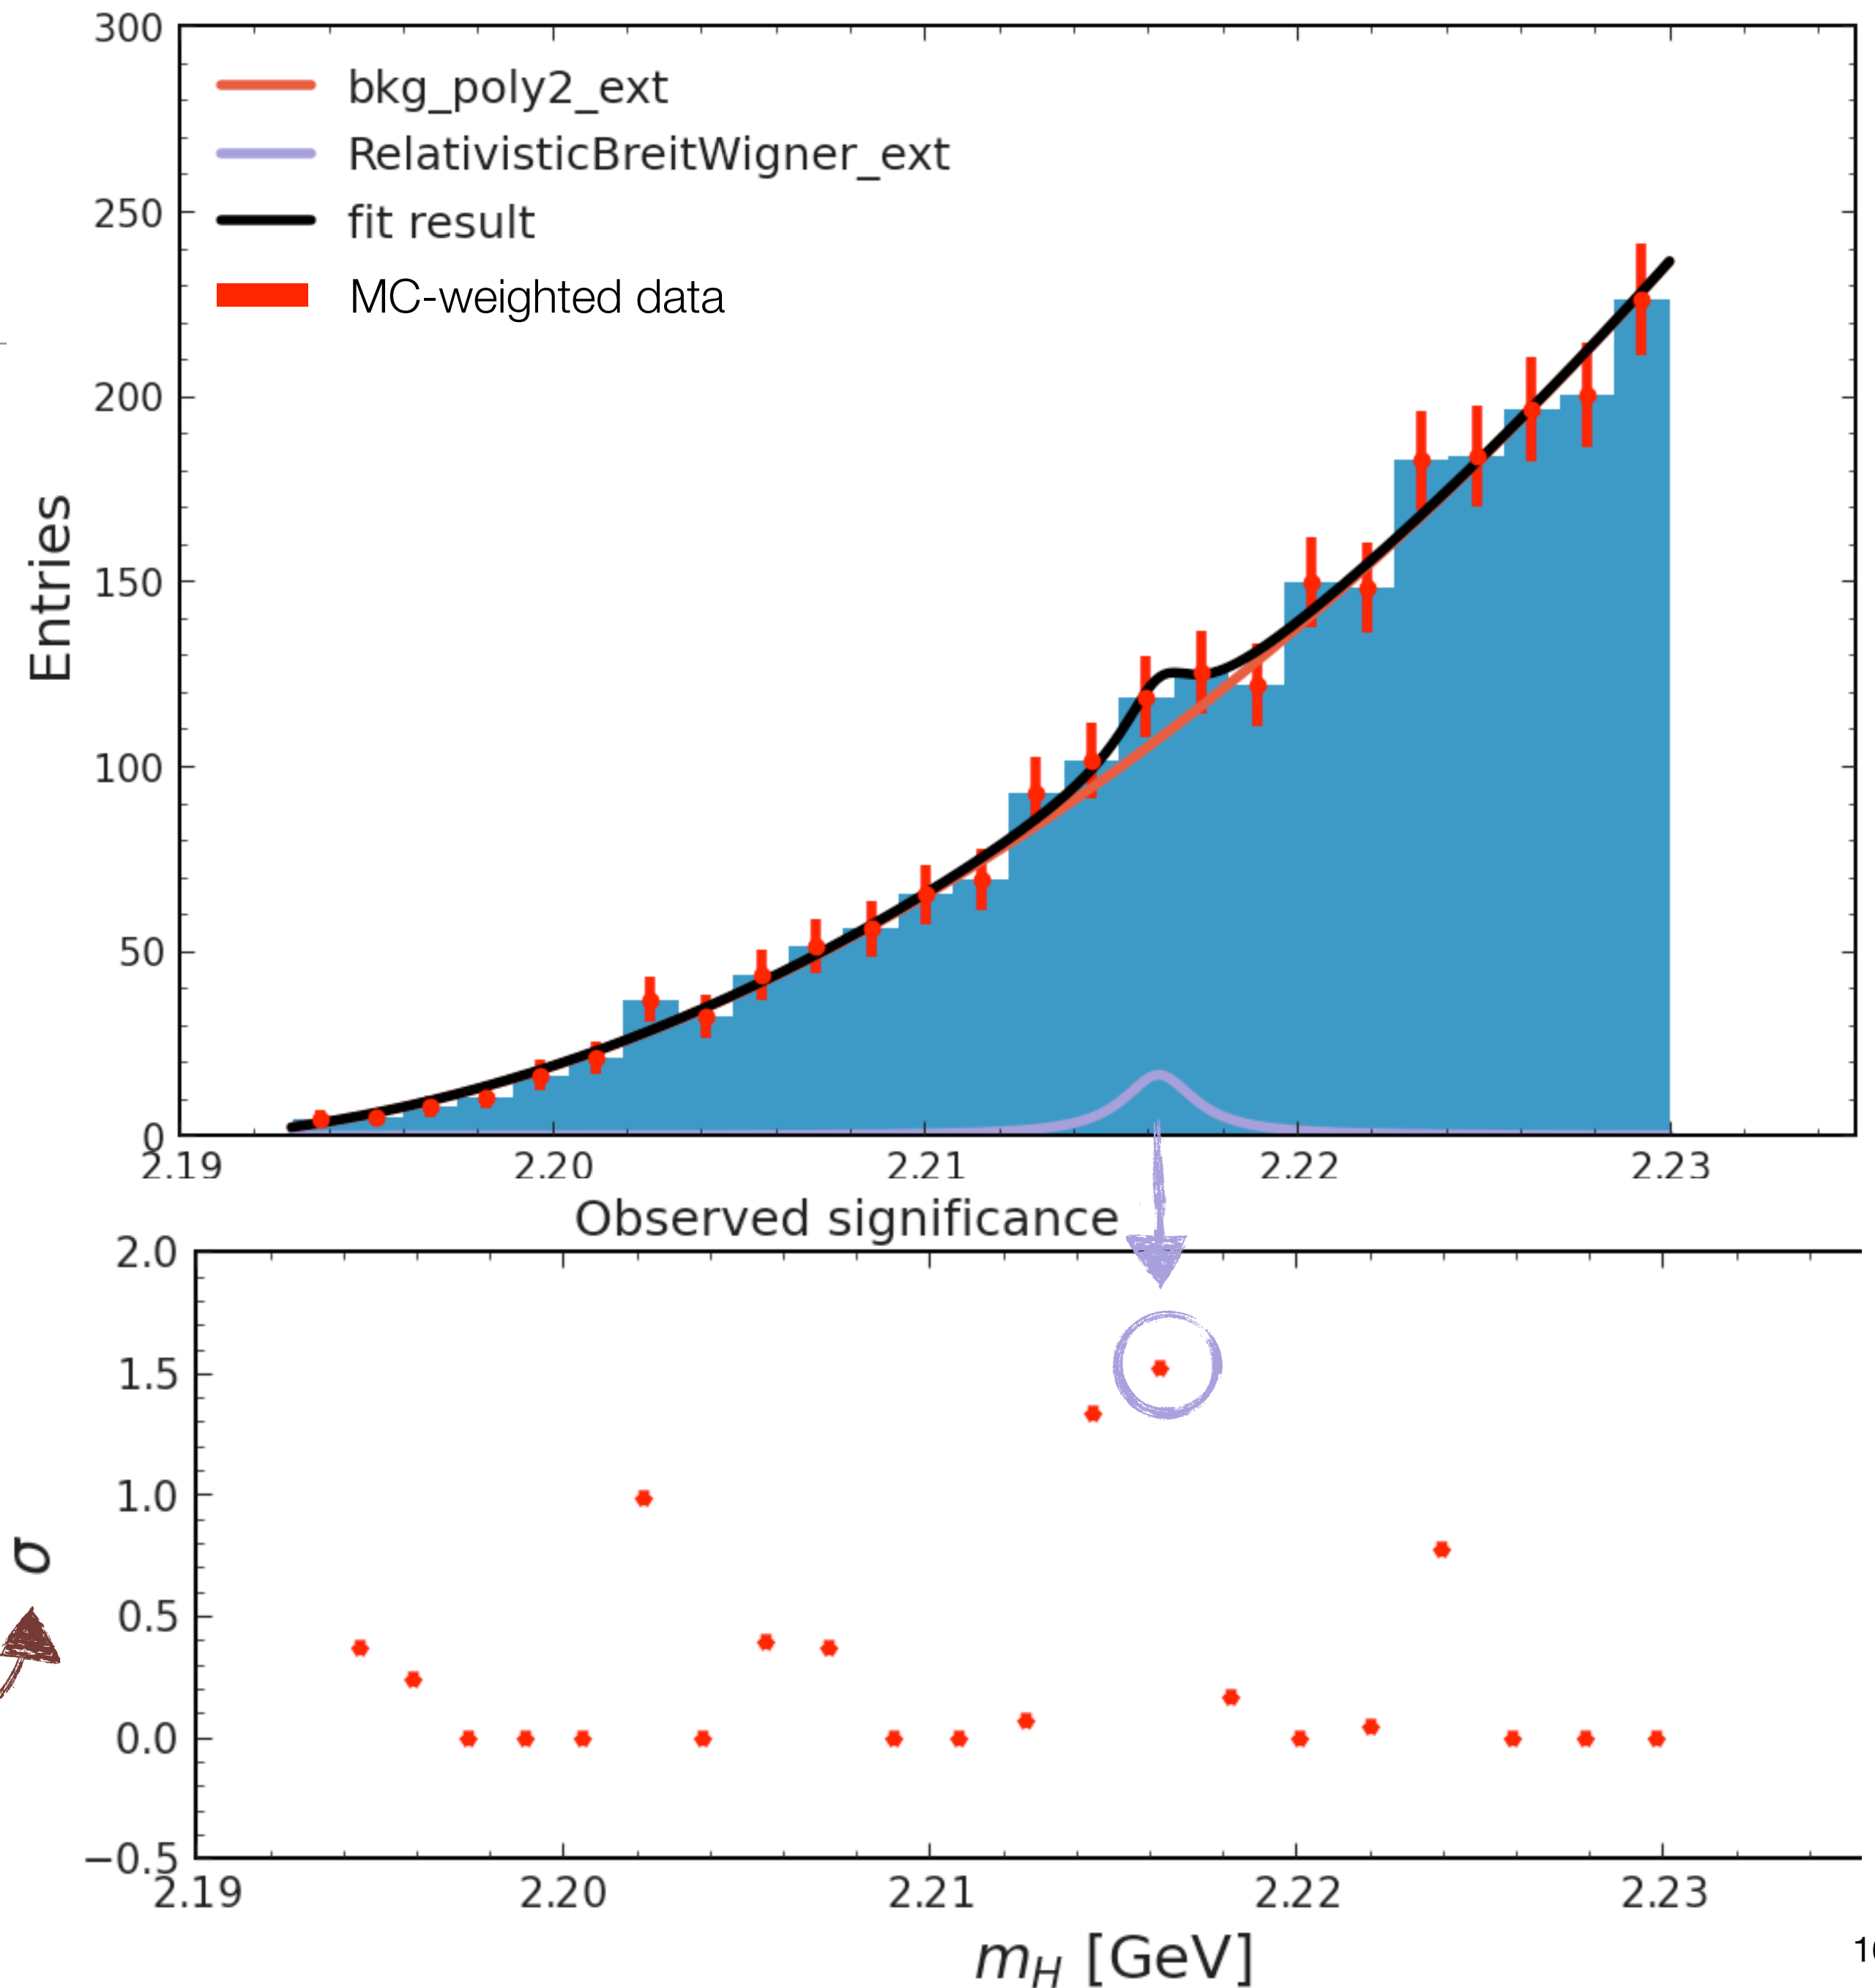 300
bkg_poly2_ext
RelativisticBreitWigner_ext
250
fit result
MC-weighted data
200
Entries
150
100
50
0
2.19 2.20 2.21 2.22 2.23
Observed significance
2.0
1.5
1.0
σ
0.5
0.0
−0.5
2.19 2.20 2.21 2.22 2.23
m_H [GeV]